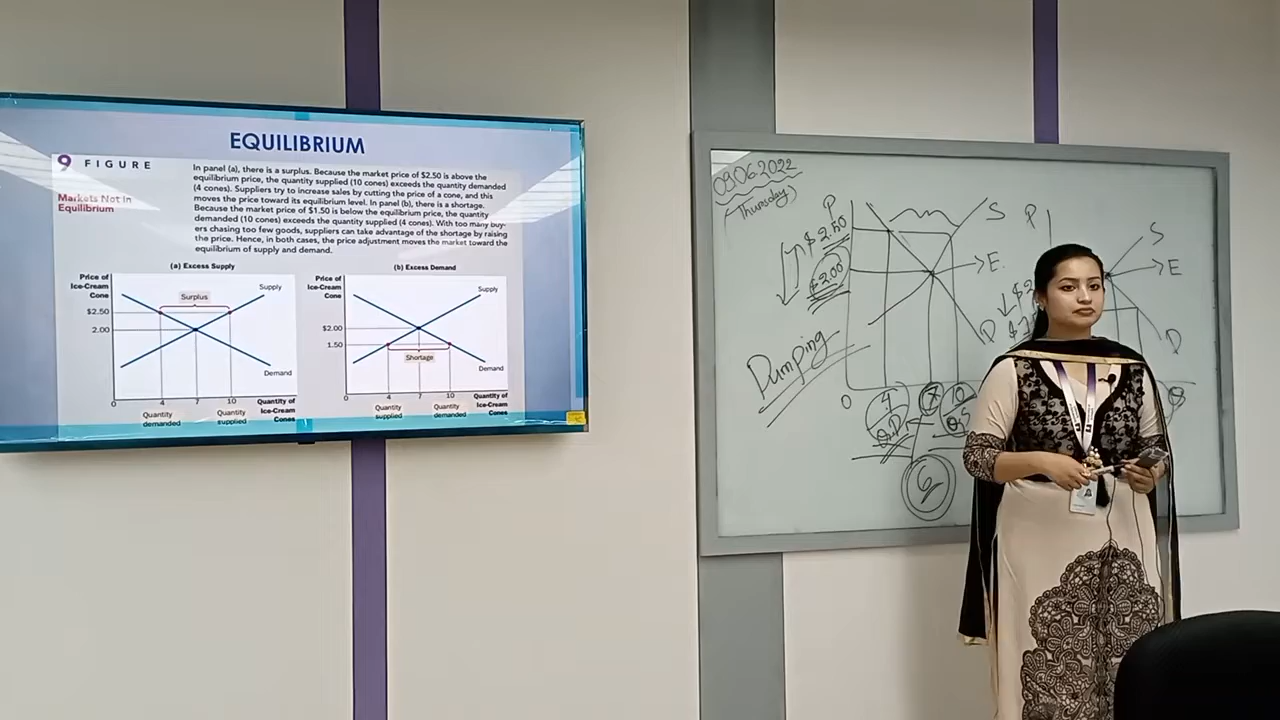 EQUILIBRIUM
9 FIGURE
Markets Not in
Equilibrium
In panel (a), there is a surplus. Because the market price of $2.50 is above the
equilibrium price, the quantity supplied (10 cones) exceeds the quantity demanded
(4 cones). Suppliers try to increase sales by cutting the price of a cone, and this
moves the price toward its equilibrium level. In panel (b), there is a shortage.
Because the market price of $1.50 is below the equilibrium price, the quantity
demanded (10 cones) exceeds the quantity supplied (4 cones). With too many buy-
ers chasing too few goods, suppliers can take advantage of the shortage by raising
the price. Hence, in both cases, the price adjustment moves the market toward the
equilibrium of supply and demand.
(a) Excess Supply
Price of
Ice-Cream
Cone
Supply
Surplus
$2.50
2.00
Demand
0 4 7 10
Quantity of
Ice-Cream
Cones
Quantity
demanded
Quantity
supplied
(b) Excess Demand
Price of
Ice-Cream
Cone
Supply
$2.00
1.50
Shortage
Demand
0 4 7 10
Quantity of
Ice-Cream
Cones
Quantity
supplied
Quantity
demanded
09.06.2022
(Thursday)
P
$2.50
$2.00
S
E
D
Dumping
0
4
7
10
QD
QS
6
P
S
E
D